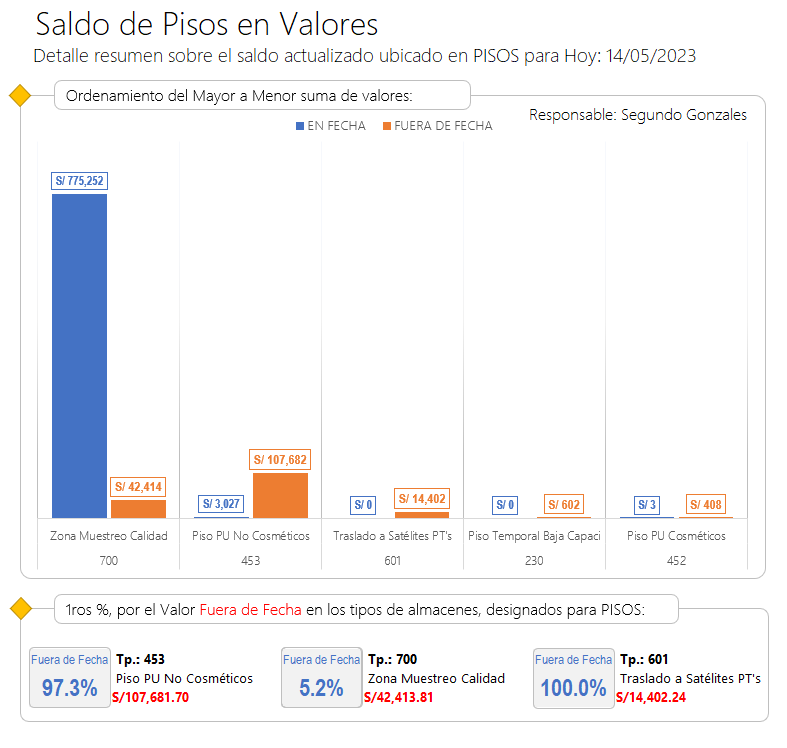 Saldo de Pisos en Valores
Detalle resumen sobre el saldo actualizado ubicado en PISOS para Hoy: 14/05/2023
Ordenamiento del Mayor a Menor suma de valores:
Responsable: Segundo Gonzales
EN FECHA FUERA DE FECHA
S/ 775,252
S/ 42,414
S/ 3,027
S/ 107,682
S/ 0
S/ 14,402
S/ 0
S/ 602
S/ 3
S/ 408
Zona Muestreo Calidad Piso PU No Cosméticos Traslado a Satélites PT's Piso Temporal Baja Capaci Piso PU Cosméticos
700 453 601 230 452
1ros %, por el Valor Fuera de Fecha en los tipos de almacenes, designados para PISOS:
Fuera de Fecha
97.3%
Tp.: 453
Piso PU No Cosméticos
S/107,681.70
Fuera de Fecha
5.2%
Tp.: 700
Zona Muestreo Calidad
S/42,413.81
Fuera de Fecha
100.0%
Tp.: 601
Traslado a Satélites PT's
S/14,402.24